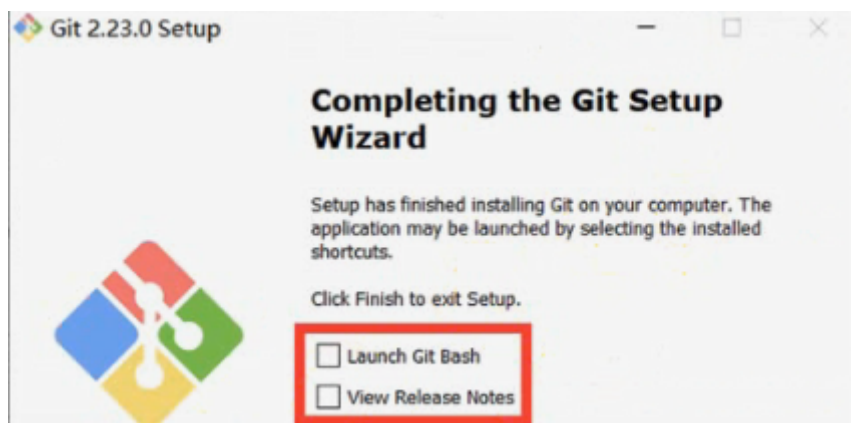 Git 2.23.0 Setup
Completing the Git Setup
Wizard
Setup has finished installing Git on your computer. The
application may be launched by selecting the installed
shortcuts.
Click Finish to exit Setup.
Launch Git Bash
View Release Notes